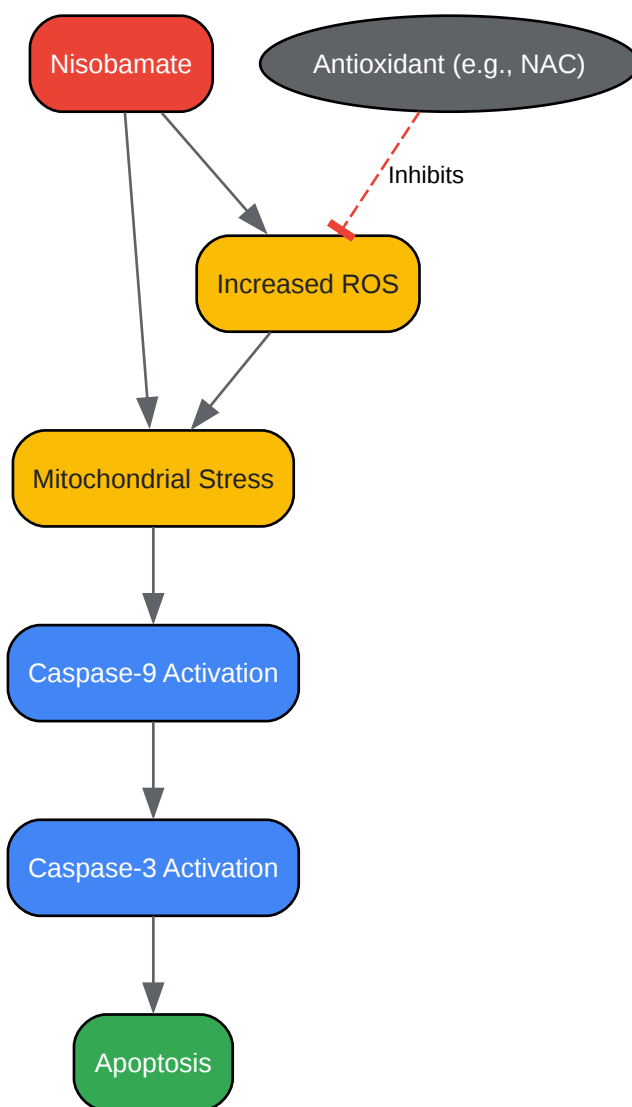 Nisobamate
Antioxidant (e.g., NAC)
Inhibits
Increased ROS
Mitochondrial Stress
Caspase-9 Activation
Caspase-3 Activation
Apoptosis